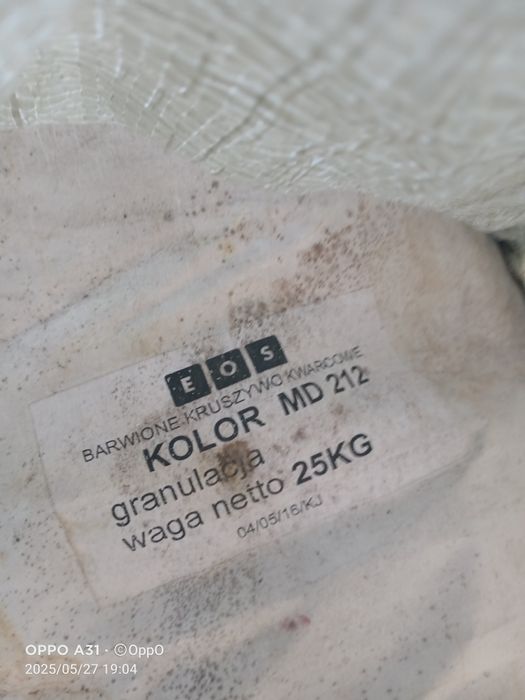 EOS
BARWIONE KRUSZYWO KWARCOWE
KOLOR MD 212
granulacja
waga netto 25KG
04/05/16/KJ
OPPO A31 · ©OppO
2025/05/27 19:04